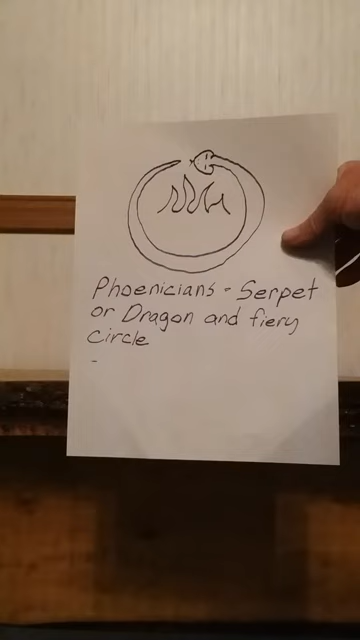 Phoenicians - Serpet
or Dragon and fiery
circle
-